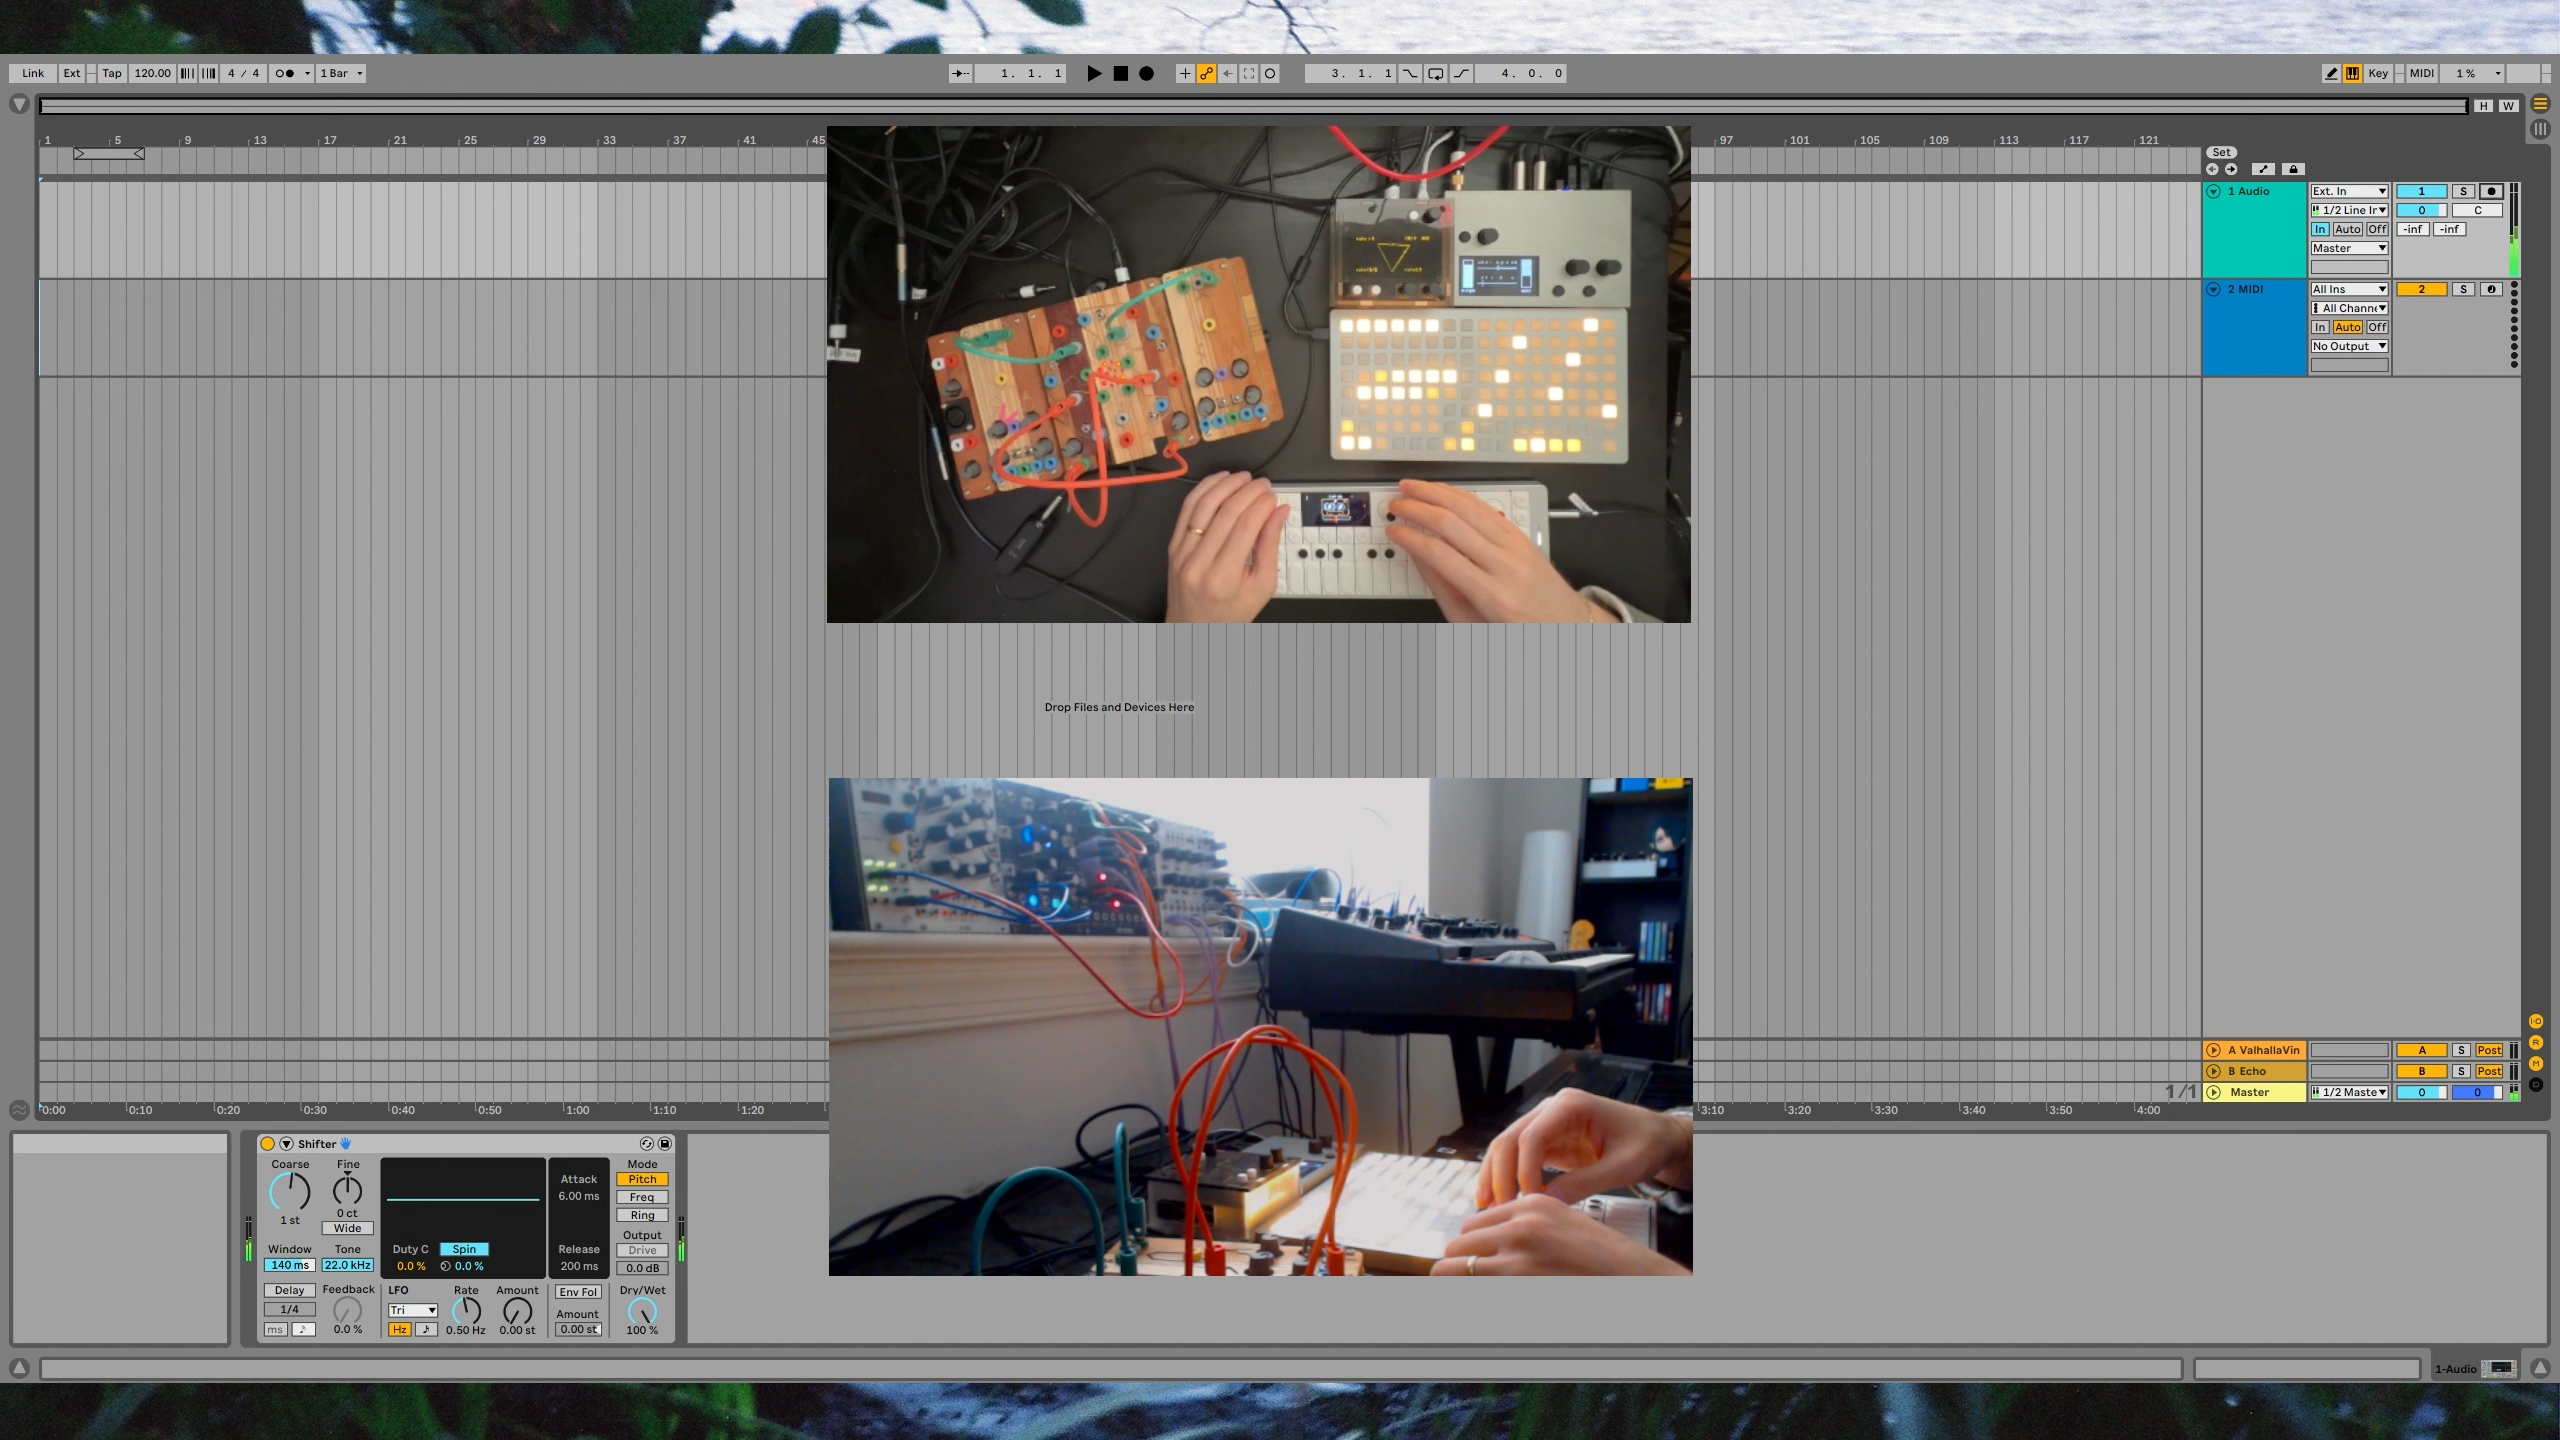 Link Ext Tap 120.00 4 / 4 1 Bar 1. 1. 1 3. 1. 1 4. 0. 0 Key MIDI 1 %
H W
1 5 9 13 17 21 25 29 33 37 41 45 97 101 105 109 113 117 121
Set
1 Audio Ext. In 1 S
1/2 Line Ir 0 C
In Auto Off -inf -inf
Master
2 MIDI All Ins 2 S
All Channe
In Auto Off
No Output
Drop Files and Devices Here
A ValhallaVin A S Post
B Echo B S Post
1/1 Master 1/2 Maste 0 0
0:00 0:10 0:20 0:30 0:40 0:50 1:00 1:10 1:20 3:10 3:20 3:30 3:40 3:50 4:00
Shifter
Coarse Fine Mode
Attack Pitch
6.00 ms Freq
0 ct
1 st Wide Ring
Output
Window Tone Duty C Spin Release Drive
140 ms 22.0 kHz 0.0 % 0.0 % 200 ms 0.0 dB
Delay Feedback LFO Rate Amount Env Fol Dry/Wet
1/4 Tri Amount
ms 0.0 % Hz 0.50 Hz 0.00 st 0.00 st 100 %
1-Audio